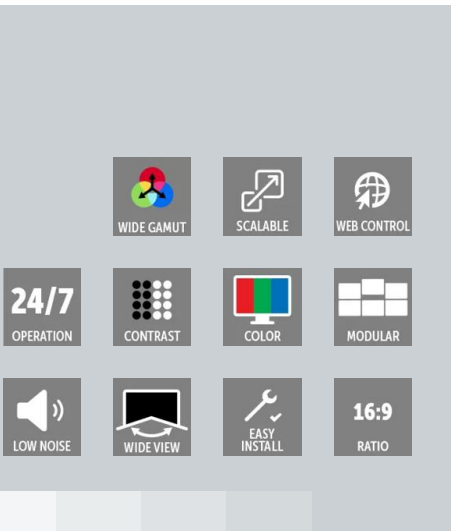 WIDE GAMUT
SCALABLE
WEB CONTROL
24/7
OPERATION
CONTRAST
COLOR
MODULAR
LOW NOISE
WIDE VIEW
EASY
INSTALL
16:9
RATIO